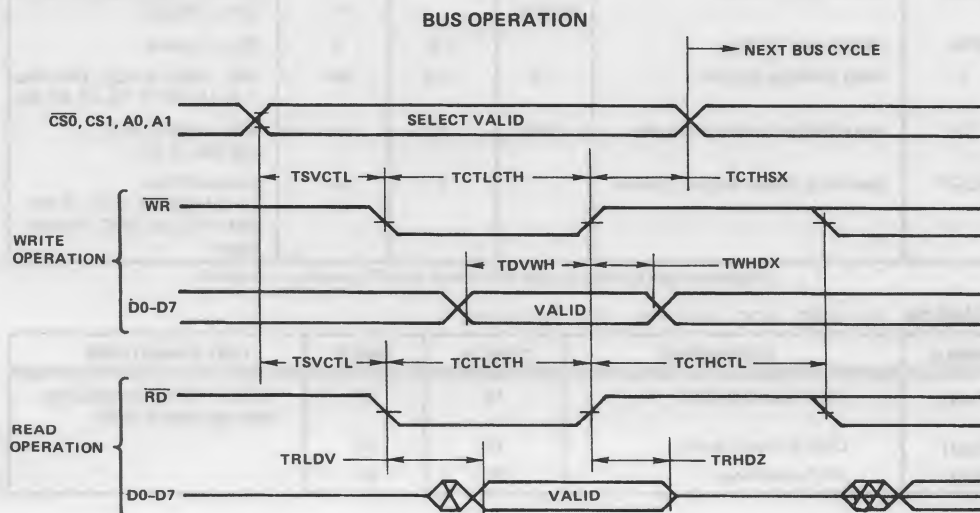 BUS OPERATION
NEXT BUS CYCLE
CS0, CS1, A0, A1
SELECT VALID
TSVCTL
TCTLCTH
TCTHSX
WR
WRITE
OPERATION
TDVWH
TWHDX
D0-D7
VALID
TSVCTL
TCTLCTH
TCTHCTL
RD
READ
OPERATION
TRLDV
TRHDZ
D0-D7
VALID